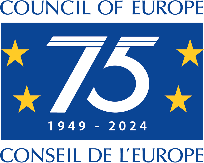 COUNCIL OF EUROPE
75
1949 - 2024
CONSEIL DE L'EUROPE